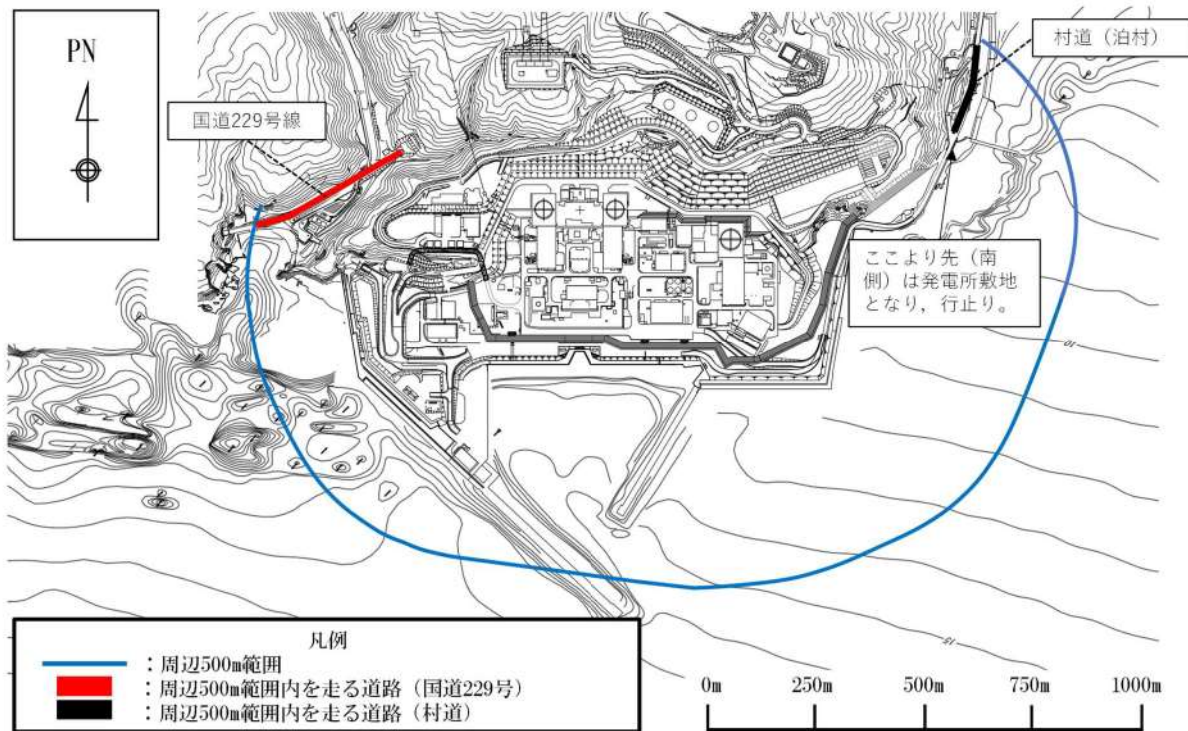 PN
国道229号線
村道（泊村）
ここより先（南
側）は発電所敷地
となり，行止り。
10
15
凡例
：周辺500m範囲
：周辺500m範囲内を走る道路（国道229号）
：周辺500m範囲内を走る道路（村道）
0m 250m 500m 750m 1000m